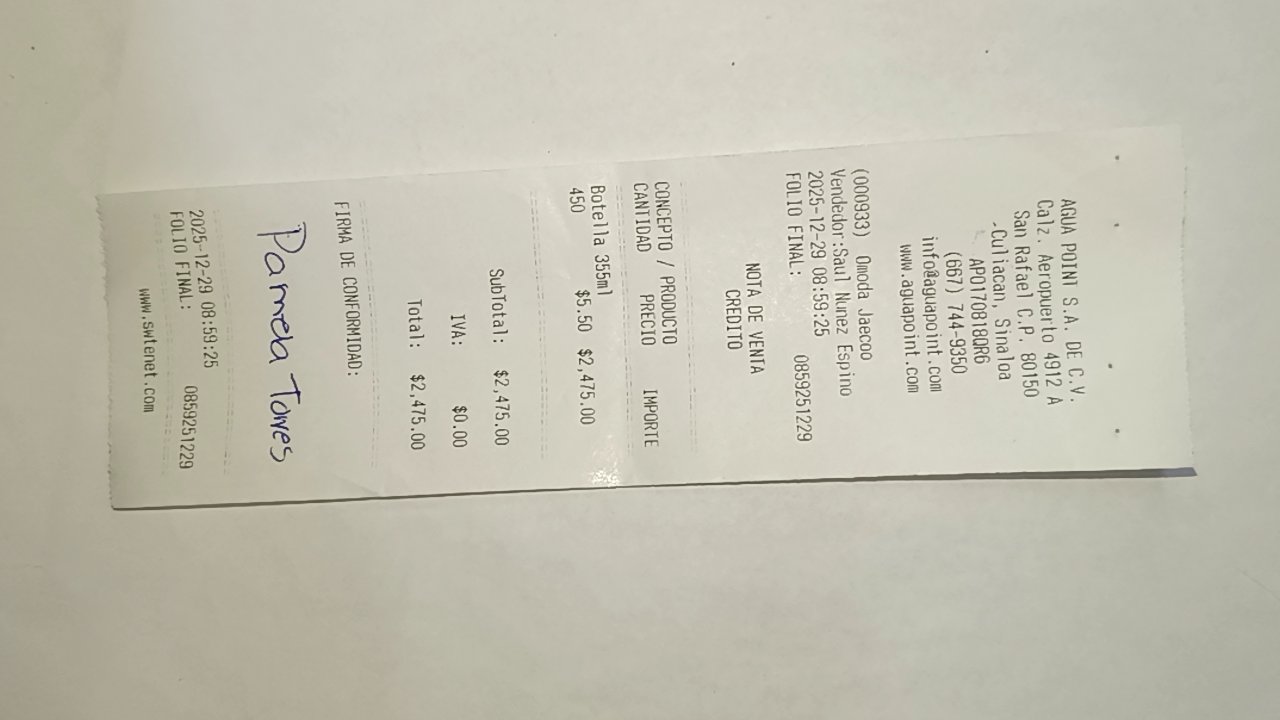 AGUA POINT S.A. DE C.V.
Calz. Aeropuerto 4912 A
San Rafael C.P. 80150
,Culiacan, Sinaloa
APO170818QR6
(667) 744-9350
info@aguapoint.com
www.aguapoint.com
NOTA DE VENTA
CREDITO
(000933) Omoda Jaecoo
Vendedor:Saul Nunez Espino
2025-12-29 08:59:25
FOLIO FINAL: 0859251229
CONCEPTO / PRODUCTO
CANTIDAD PRECIO IMPORTE
Botella 355ml
450 $5.50 $2,475.00
SubTotal: $2,475.00
IVA: $0.00
Total: $2,475.00
FIRMA DE CONFORMIDAD:
Pamela Torres
2025-12-29 08:59:25
FOLIO FINAL: 0859251229
www.swtenet.com